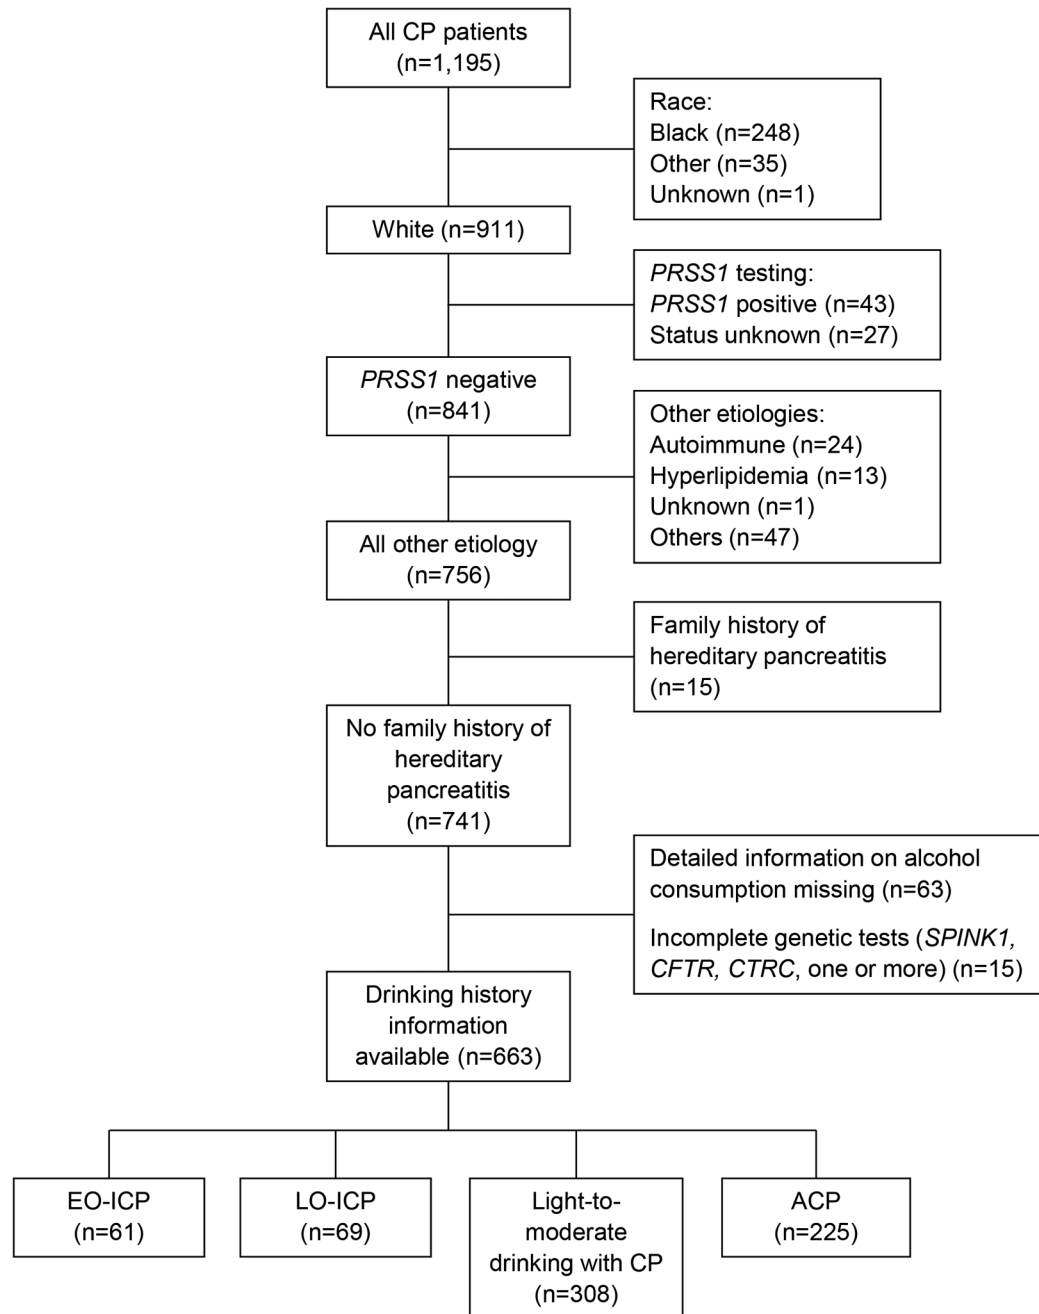 All CP patients
(n=1,195)
Race:
Black (n=248)
Other (n=35)
Unknown (n=1)
White (n=911)
PRSS1 testing:
PRSS1 positive (n=43)
Status unknown (n=27)
PRSS1 negative
(n=841)
Other etiologies:
Autoimmune (n=24)
Hyperlipidemia (n=13)
Unknown (n=1)
Others (n=47)
All other etiology
(n=756)
Family history of
hereditary pancreatitis
(n=15)
No family history of
hereditary
pancreatitis
(n=741)
Detailed information on alcohol
consumption missing (n=63)
Incomplete genetic tests (SPINK1,
CFTR, CTRC, one or more) (n=15)
Drinking history
information
available (n=663)
EO-ICP
(n=61)
LO-ICP
(n=69)
Light-to-
moderate
drinking with CP
(n=308)
ACP
(n=225)